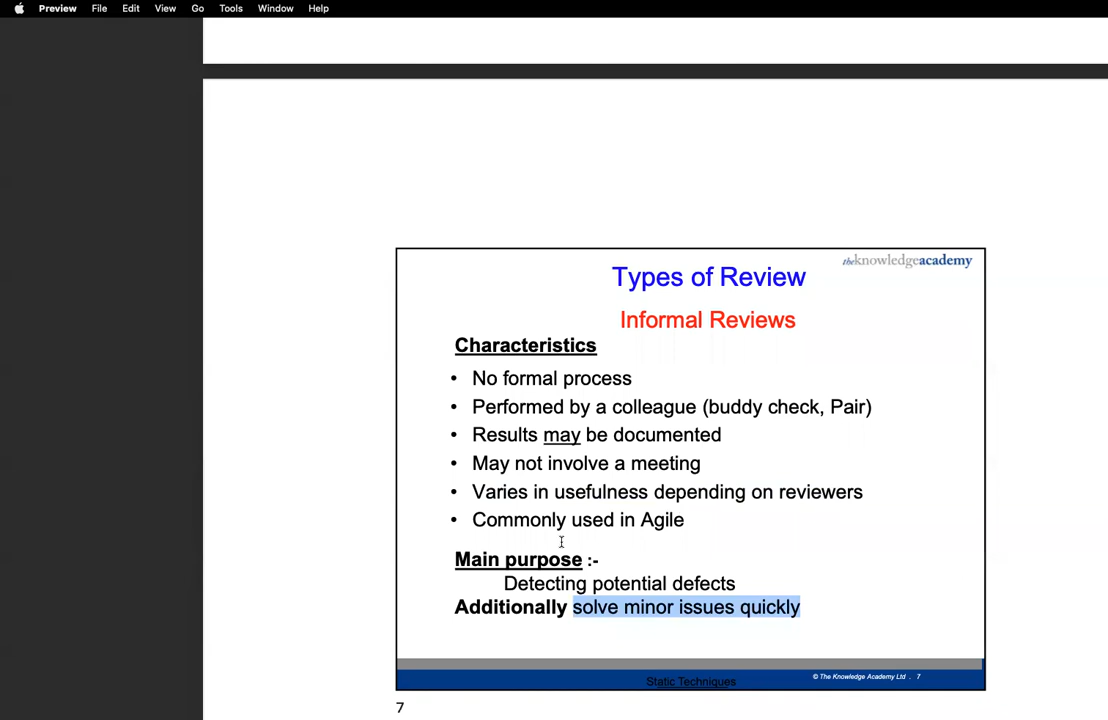 Preview File Edit View Go Tools Window Help
theknowledgeacademy
Types of Review
Informal Reviews
Characteristics
• No formal process
• Performed by a colleague (buddy check, Pair)
• Results may be documented
• May not involve a meeting
• Varies in usefulness depending on reviewers
• Commonly used in Agile
Main purpose :-
Detecting potential defects
Additionally solve minor issues quickly
Static Techniques
© The Knowledge Academy Ltd . 7
7